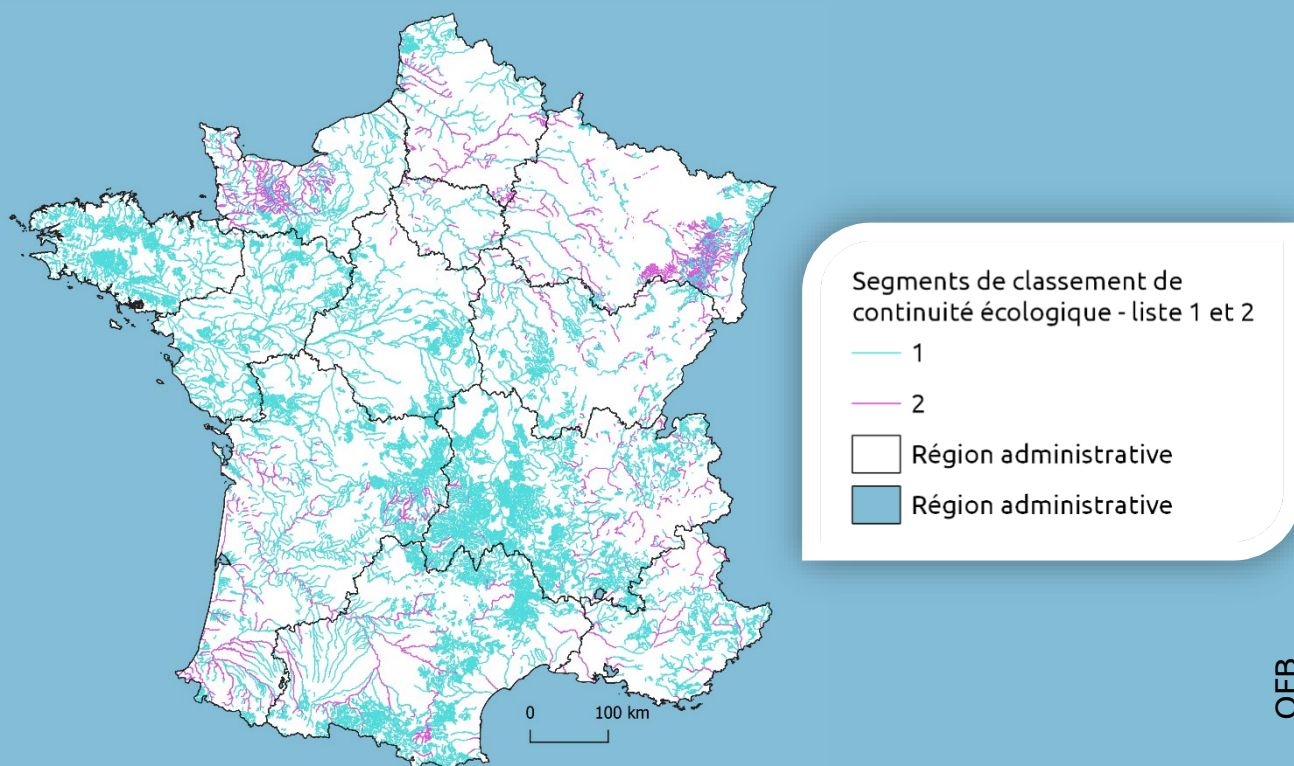 Segments de classement de
continuité écologique - liste 1 et 2
1
2
Région administrative
Région administrative
0 100 km
OFB